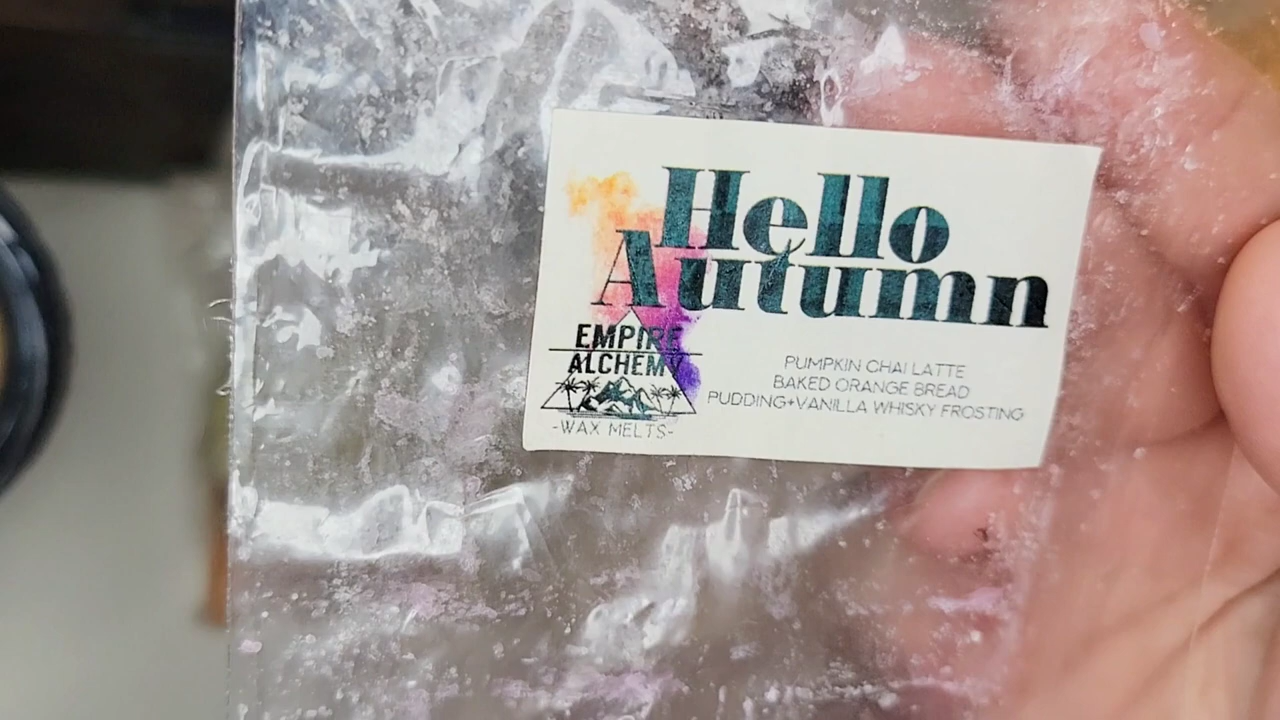 Hello
Autumn
EMPIRE
ALCHEMY
-WAX MELTS-
PUMPKIN CHAI LATTE
BAKED ORANGE BREAD
PUDDING+VANILLA WHISKY FROSTING